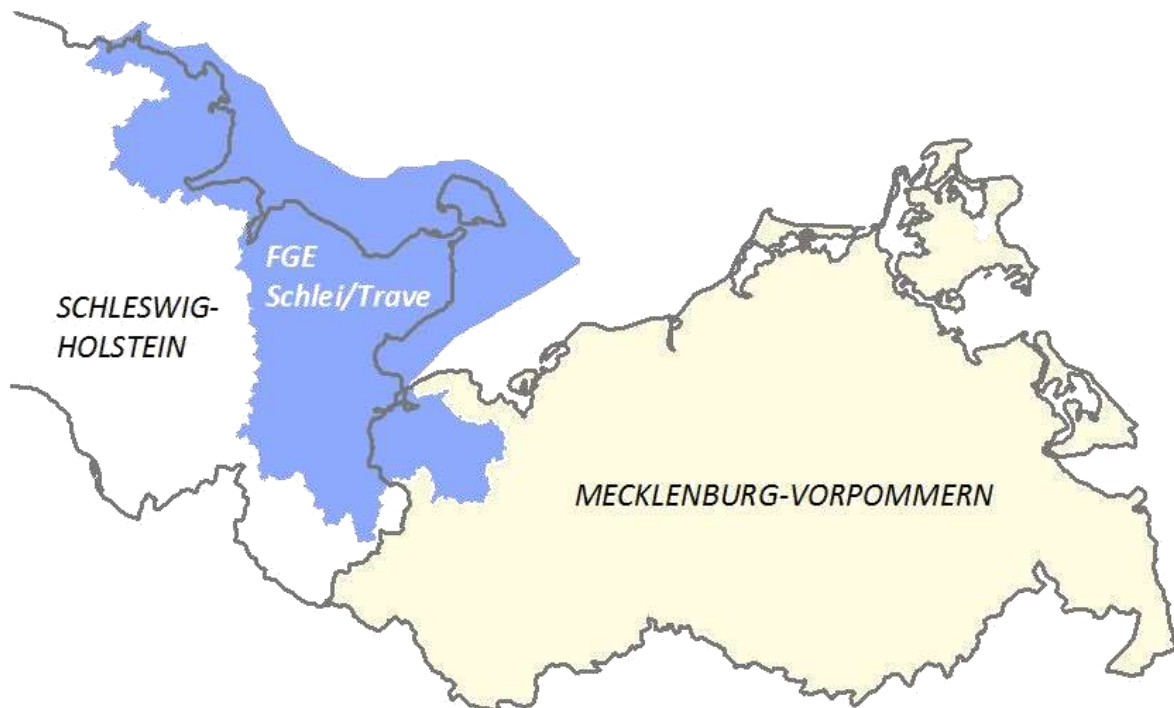 FGE
Schlei/Trave
SCHLESWIG-
HOLSTEIN
MECKLENBURG-VORPOMMERN